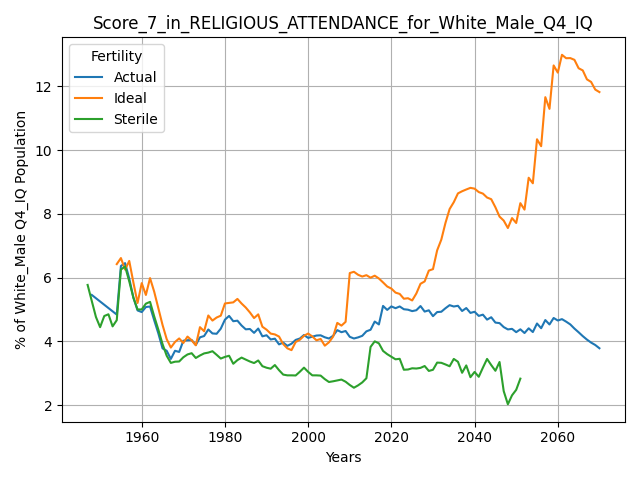 Score_7_in_RELIGIOUS_ATTENDANCE_for_White_Male_Q4_IQ
Fertility
Actual
Ideal
Sterile
% of White_Male Q4_IQ Population
12
10
8
6
4
2
1960
1980
2000
2020
2040
2060
Years